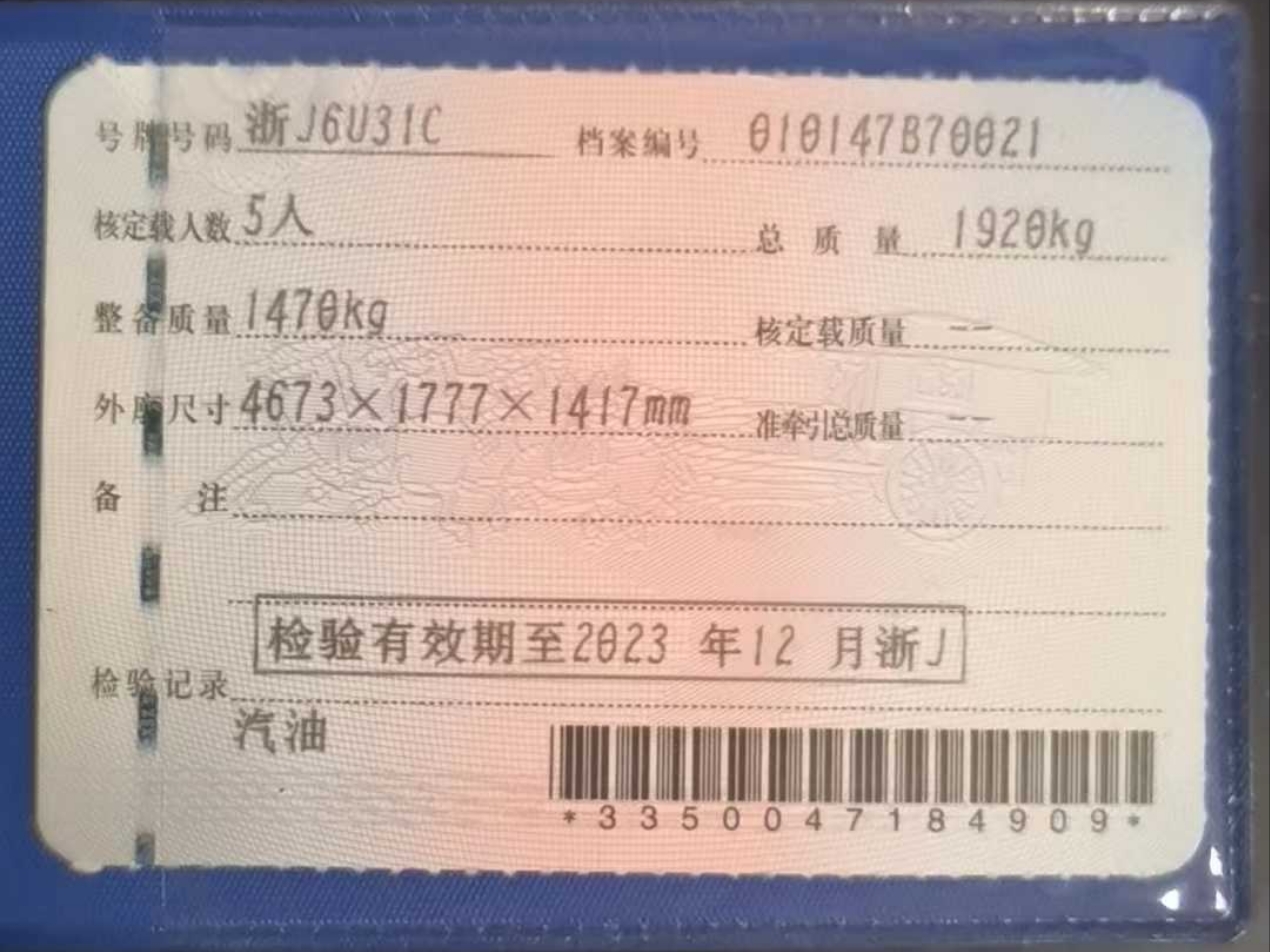 号牌号码 浙J6U31C 档案编号 010147B70021
核定载人数 5人 总质量 1920kg
整备质量 1470kg 核定载质量 --
外廓尺寸 4673×1777×1417mm 准牵引总质量 --
备注
检验有效期至2023 年12 月浙J
检验记录
汽油
*3350047184909*